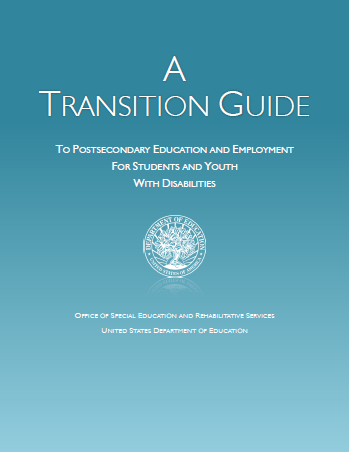 A
TRANSITION GUIDE
TO POSTSECONDARY EDUCATION AND EMPLOYMENT
FOR STUDENTS AND YOUTH
WITH DISABILITIES
DEPARTMENT OF EDUCATION
UNITED STATES OF AMERICA
OFFICE OF SPECIAL EDUCATION AND REHABILITATIVE SERVICES
UNITED STATES DEPARTMENT OF EDUCATION